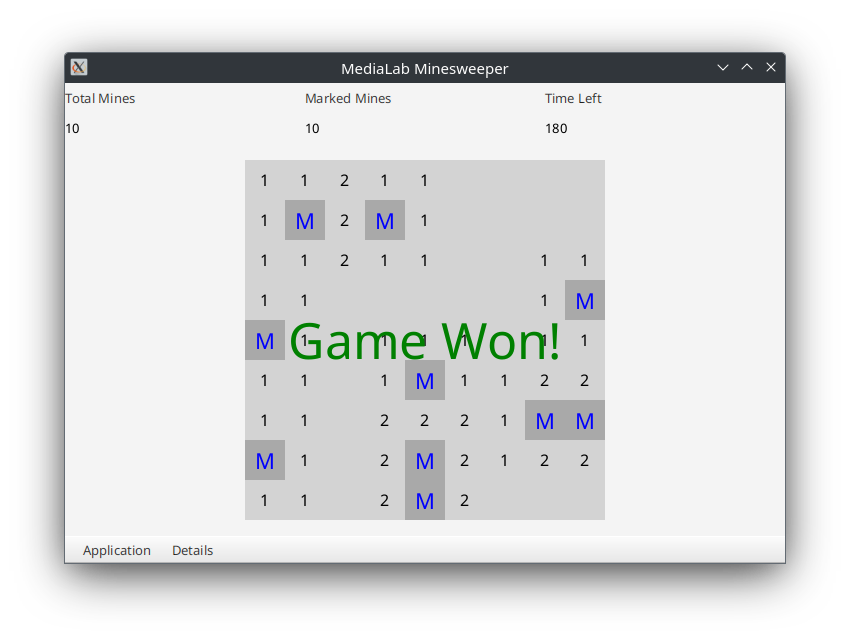 MediaLab Minesweeper
Total Mines Marked Mines Time Left
10 10 180
1 1 2 1 1
1 M 2 M 1
1 1 2 1 1 1 1
1 1 1 M
M 1 1 1 1 1 1
Game Won!
1 1 1 M 1 1 2 2
1 1 2 2 2 1 M M
M 1 2 M 2 1 2 2
1 1 2 M 2
Application Details